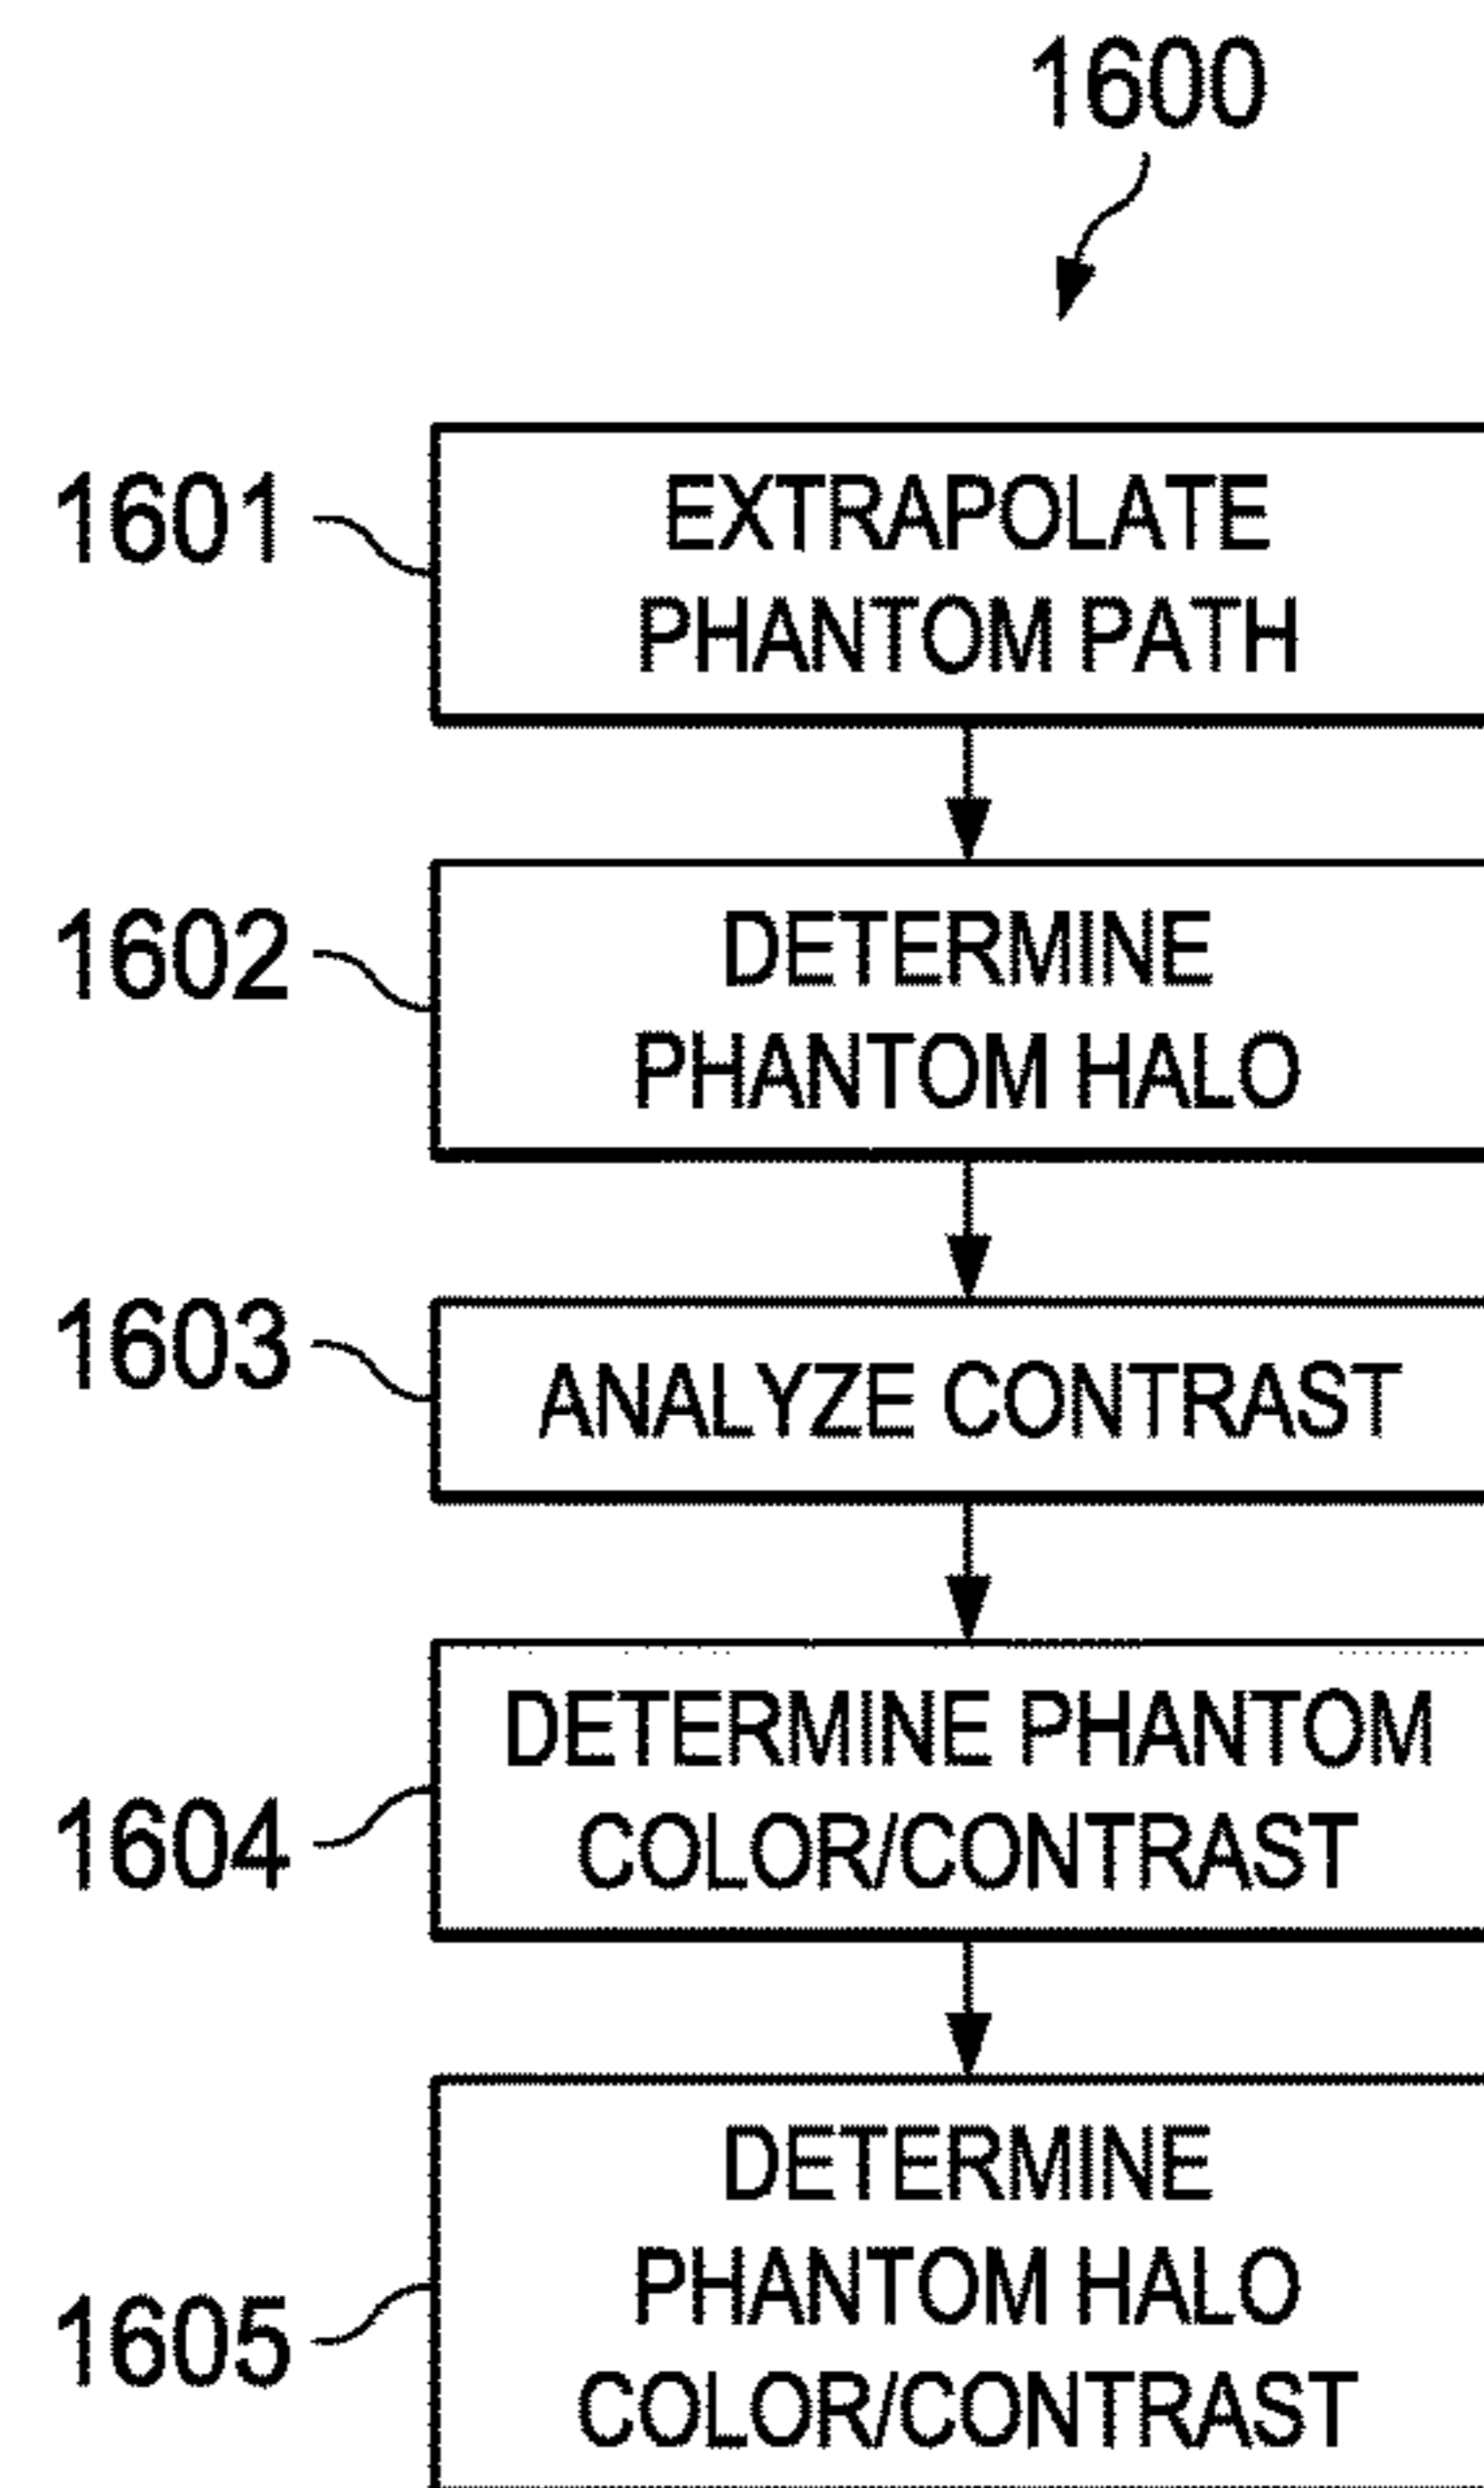 1600
1601
EXTRAPOLATE
PHANTOM PATH
1602
DETERMINE
PHANTOM HALO
1603
ANALYZE CONTRAST
1604
DETERMINE PHANTOM
COLOR/CONTRAST
1605
DETERMINE
PHANTOM HALO
COLOR/CONTRAST